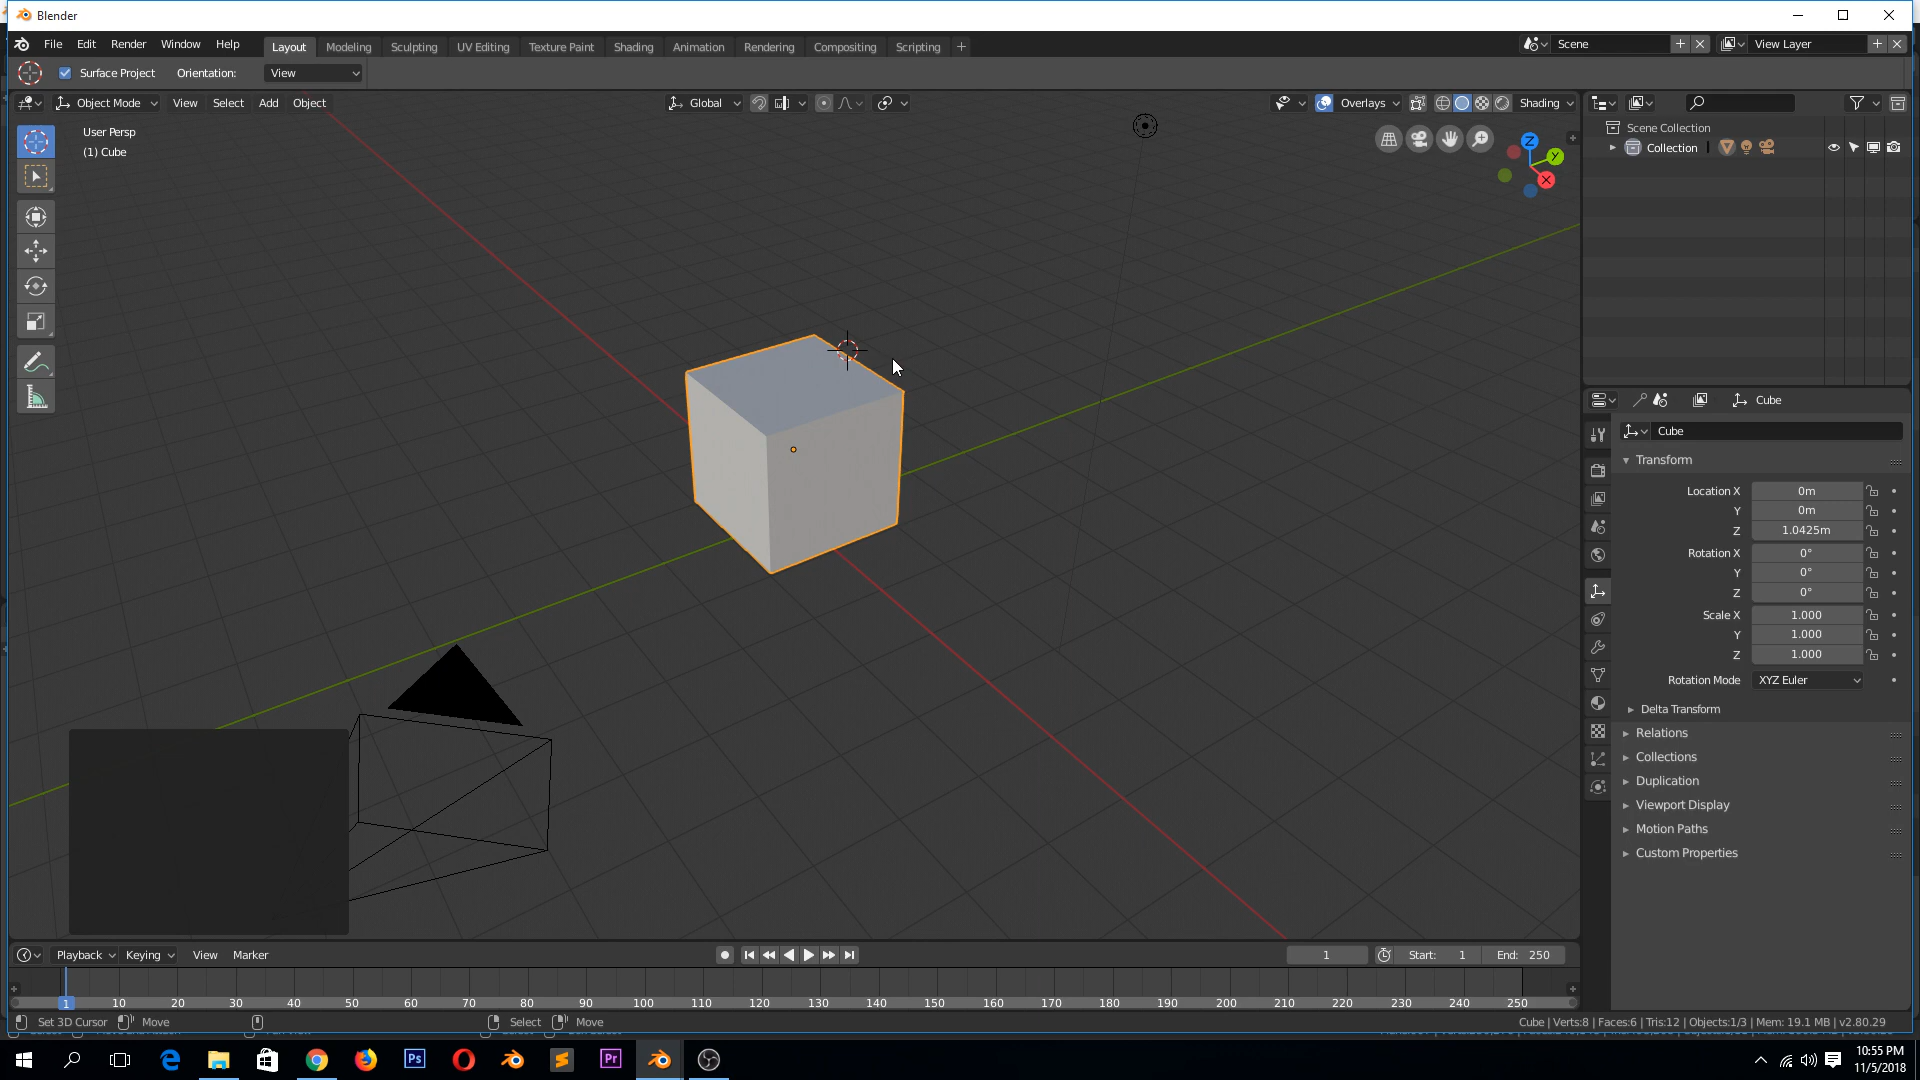 Blender
File Edit Render Window Help Layout Modeling Sculpting UV Editing Texture Paint Shading Animation Rendering Compositing Scripting + Scene View Layer
Surface Project Orientation: View
Object Mode View Select Add Object Global Overlays Shading
User Persp
(1) Cube
Z
Y
X
Scene Collection
Collection
Cube
Cube
Transform
Location X 0m
Y 0m
Z 1.0425m
Rotation X 0°
Y 0°
Z 0°
Scale X 1.000
Y 1.000
Z 1.000
Rotation Mode XYZ Euler
Delta Transform
Relations
Collections
Duplication
Viewport Display
Motion Paths
Custom Properties
Playback Keying View Marker 1 Start: 1 End: 250
1 10 20 30 40 50 60 70 80 90 100 110 120 130 140 150 160 170 180 190 200 210 220 230 240 250
Set 3D Cursor Move Select Move Cube | Verts:8 | Faces:6 | Tris:12 | Objects:1/3 | Mem: 19.1 MB | v2.80.29
Ps Pr
10:55 PM
11/5/2018